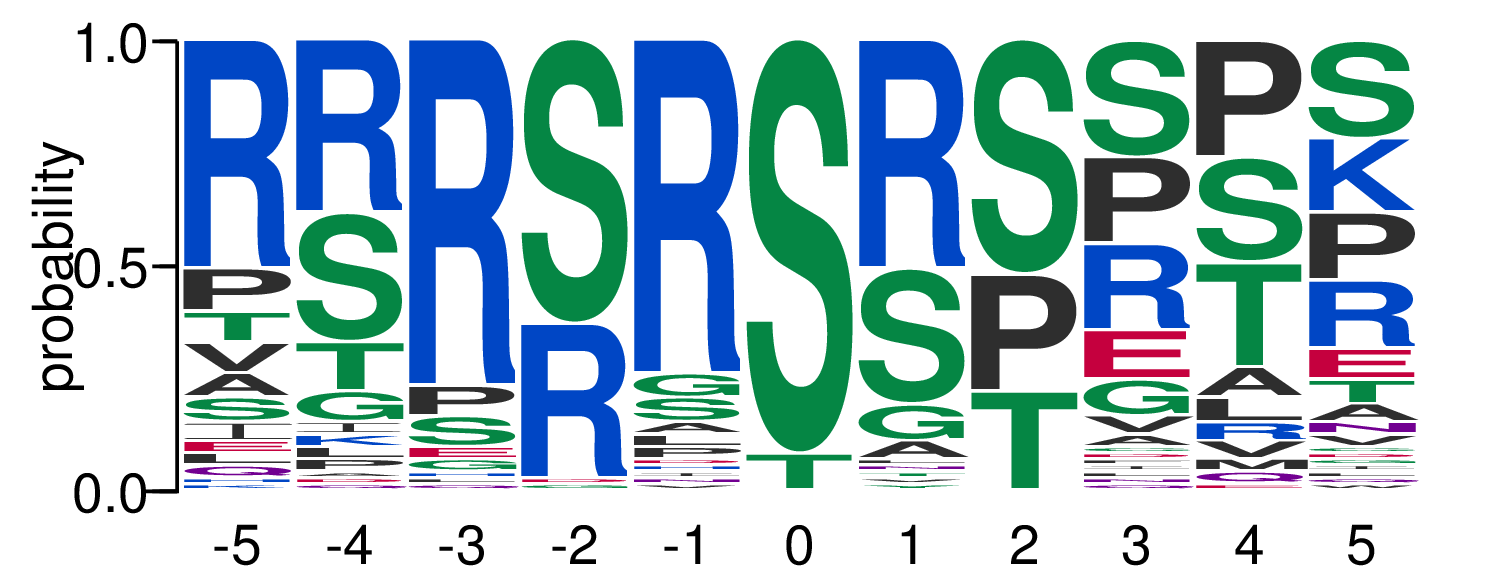 probability
1.0
0.5
0.0
R P T V A S I E L Q
R S T G I K L P
R P S E G
S R
R G S A L P
S T
R S G A
S P T
S P R E G V A
P S T A L R V M Q
S K P R E T A N V
-5 -4 -3 -2 -1 0 1 2 3 4 5